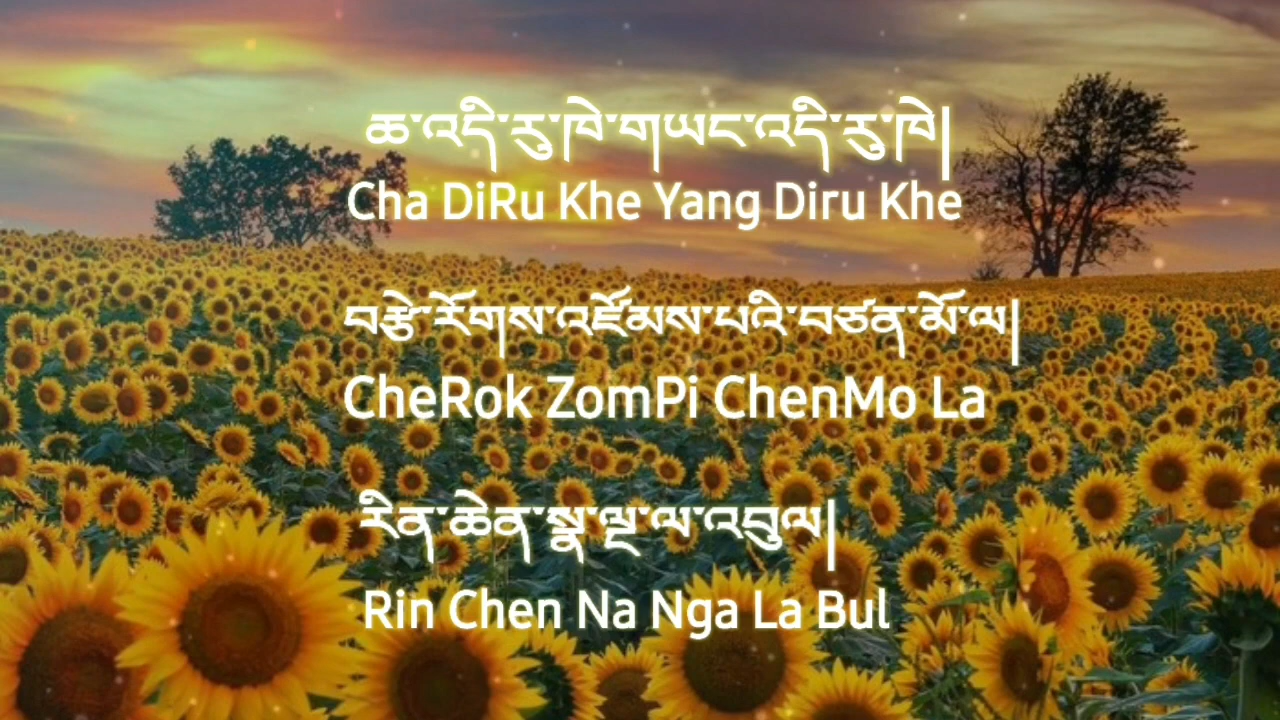 ཆ་འདི་རུ་ཁེ་གཡང་འདི་རུ་ཁེ།
Cha DiRu Khe Yang Diru Khe
བརྩེ་རོགས་འཛོམས་པའི་བཙན་མོ་ལ།
CheRok ZomPi ChenMo La
རིན་ཆེན་སྣ་ལྔ་ལ་འབུལ།
Rin Chen Na Nga La Bul